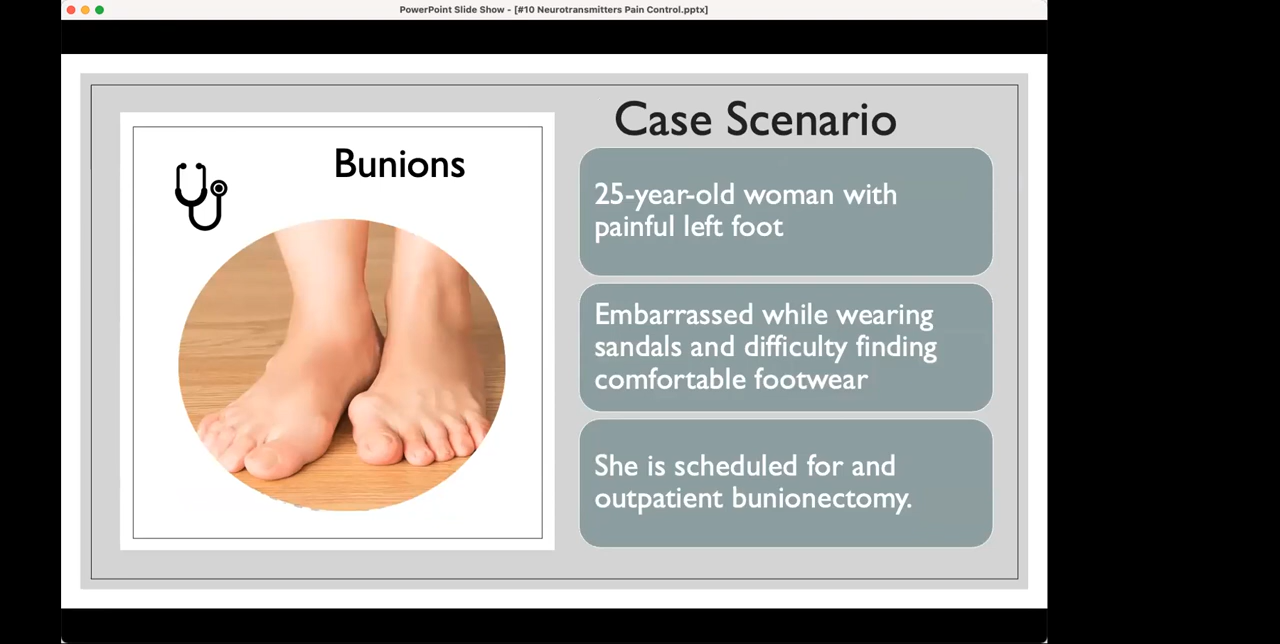 PowerPoint Slide Show - [#10 Neurotransmitters Pain Control.pptx]
Case Scenario
Bunions
25-year-old woman with
painful left foot
Embarrassed while wearing
sandals and difficulty finding
comfortable footwear
She is scheduled for and
outpatient bunionectomy.